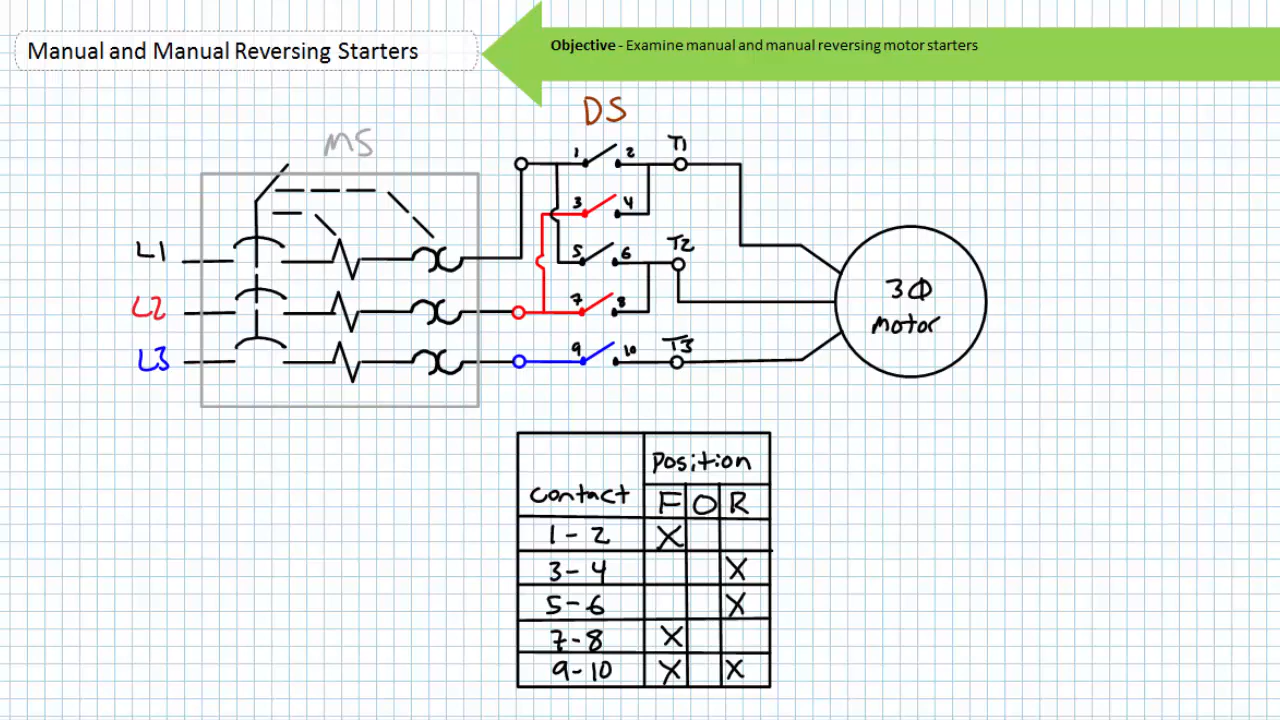 Manual and Manual Reversing Starters
Objective - Examine manual and manual reversing motor starters
DS
MS
1 2 T1
3 4
L1
5 6 T2
3Φ
motor
L2
7 8
L3
9 10 T3
Position
Contact F O R
1 - 2 X
3 - 4 X
5 - 6 X
7 - 8 X
9 - 10 X X